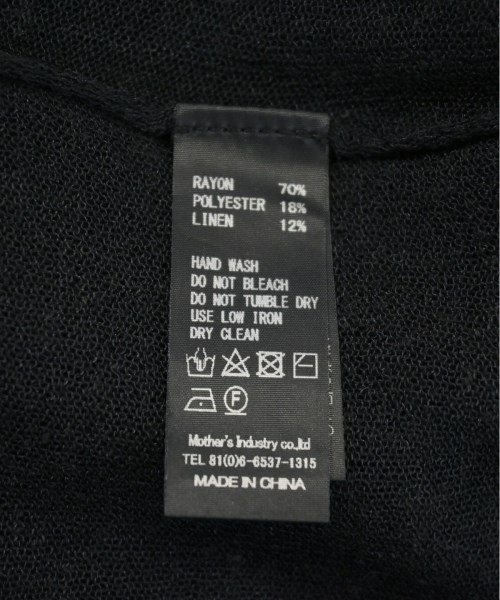 RAYON 70%
POLYESTER 18%
LINEN 12%
HAND WASH
DO NOT BLEACH
DO NOT TUMBLE DRY
USE LOW IRON
DRY CLEAN
F
Mother's Industry co.,ltd
TEL 81(0)6-6537-1315
MADE IN CHINA